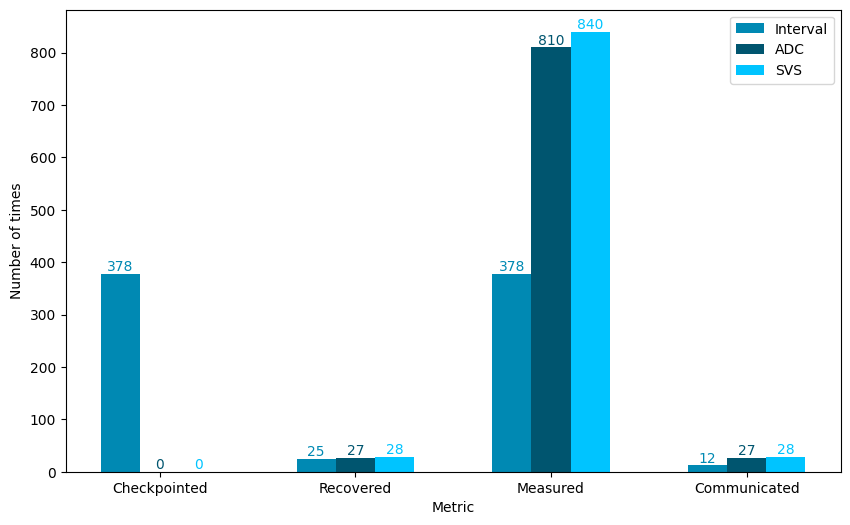 840
810
800
700
600
500
400
300
200
100
0
Number of times
378
0
0
25
27
28
378
12
27
28
Checkpointed
Recovered
Measured
Communicated
Metric
Interval
ADC
SVS